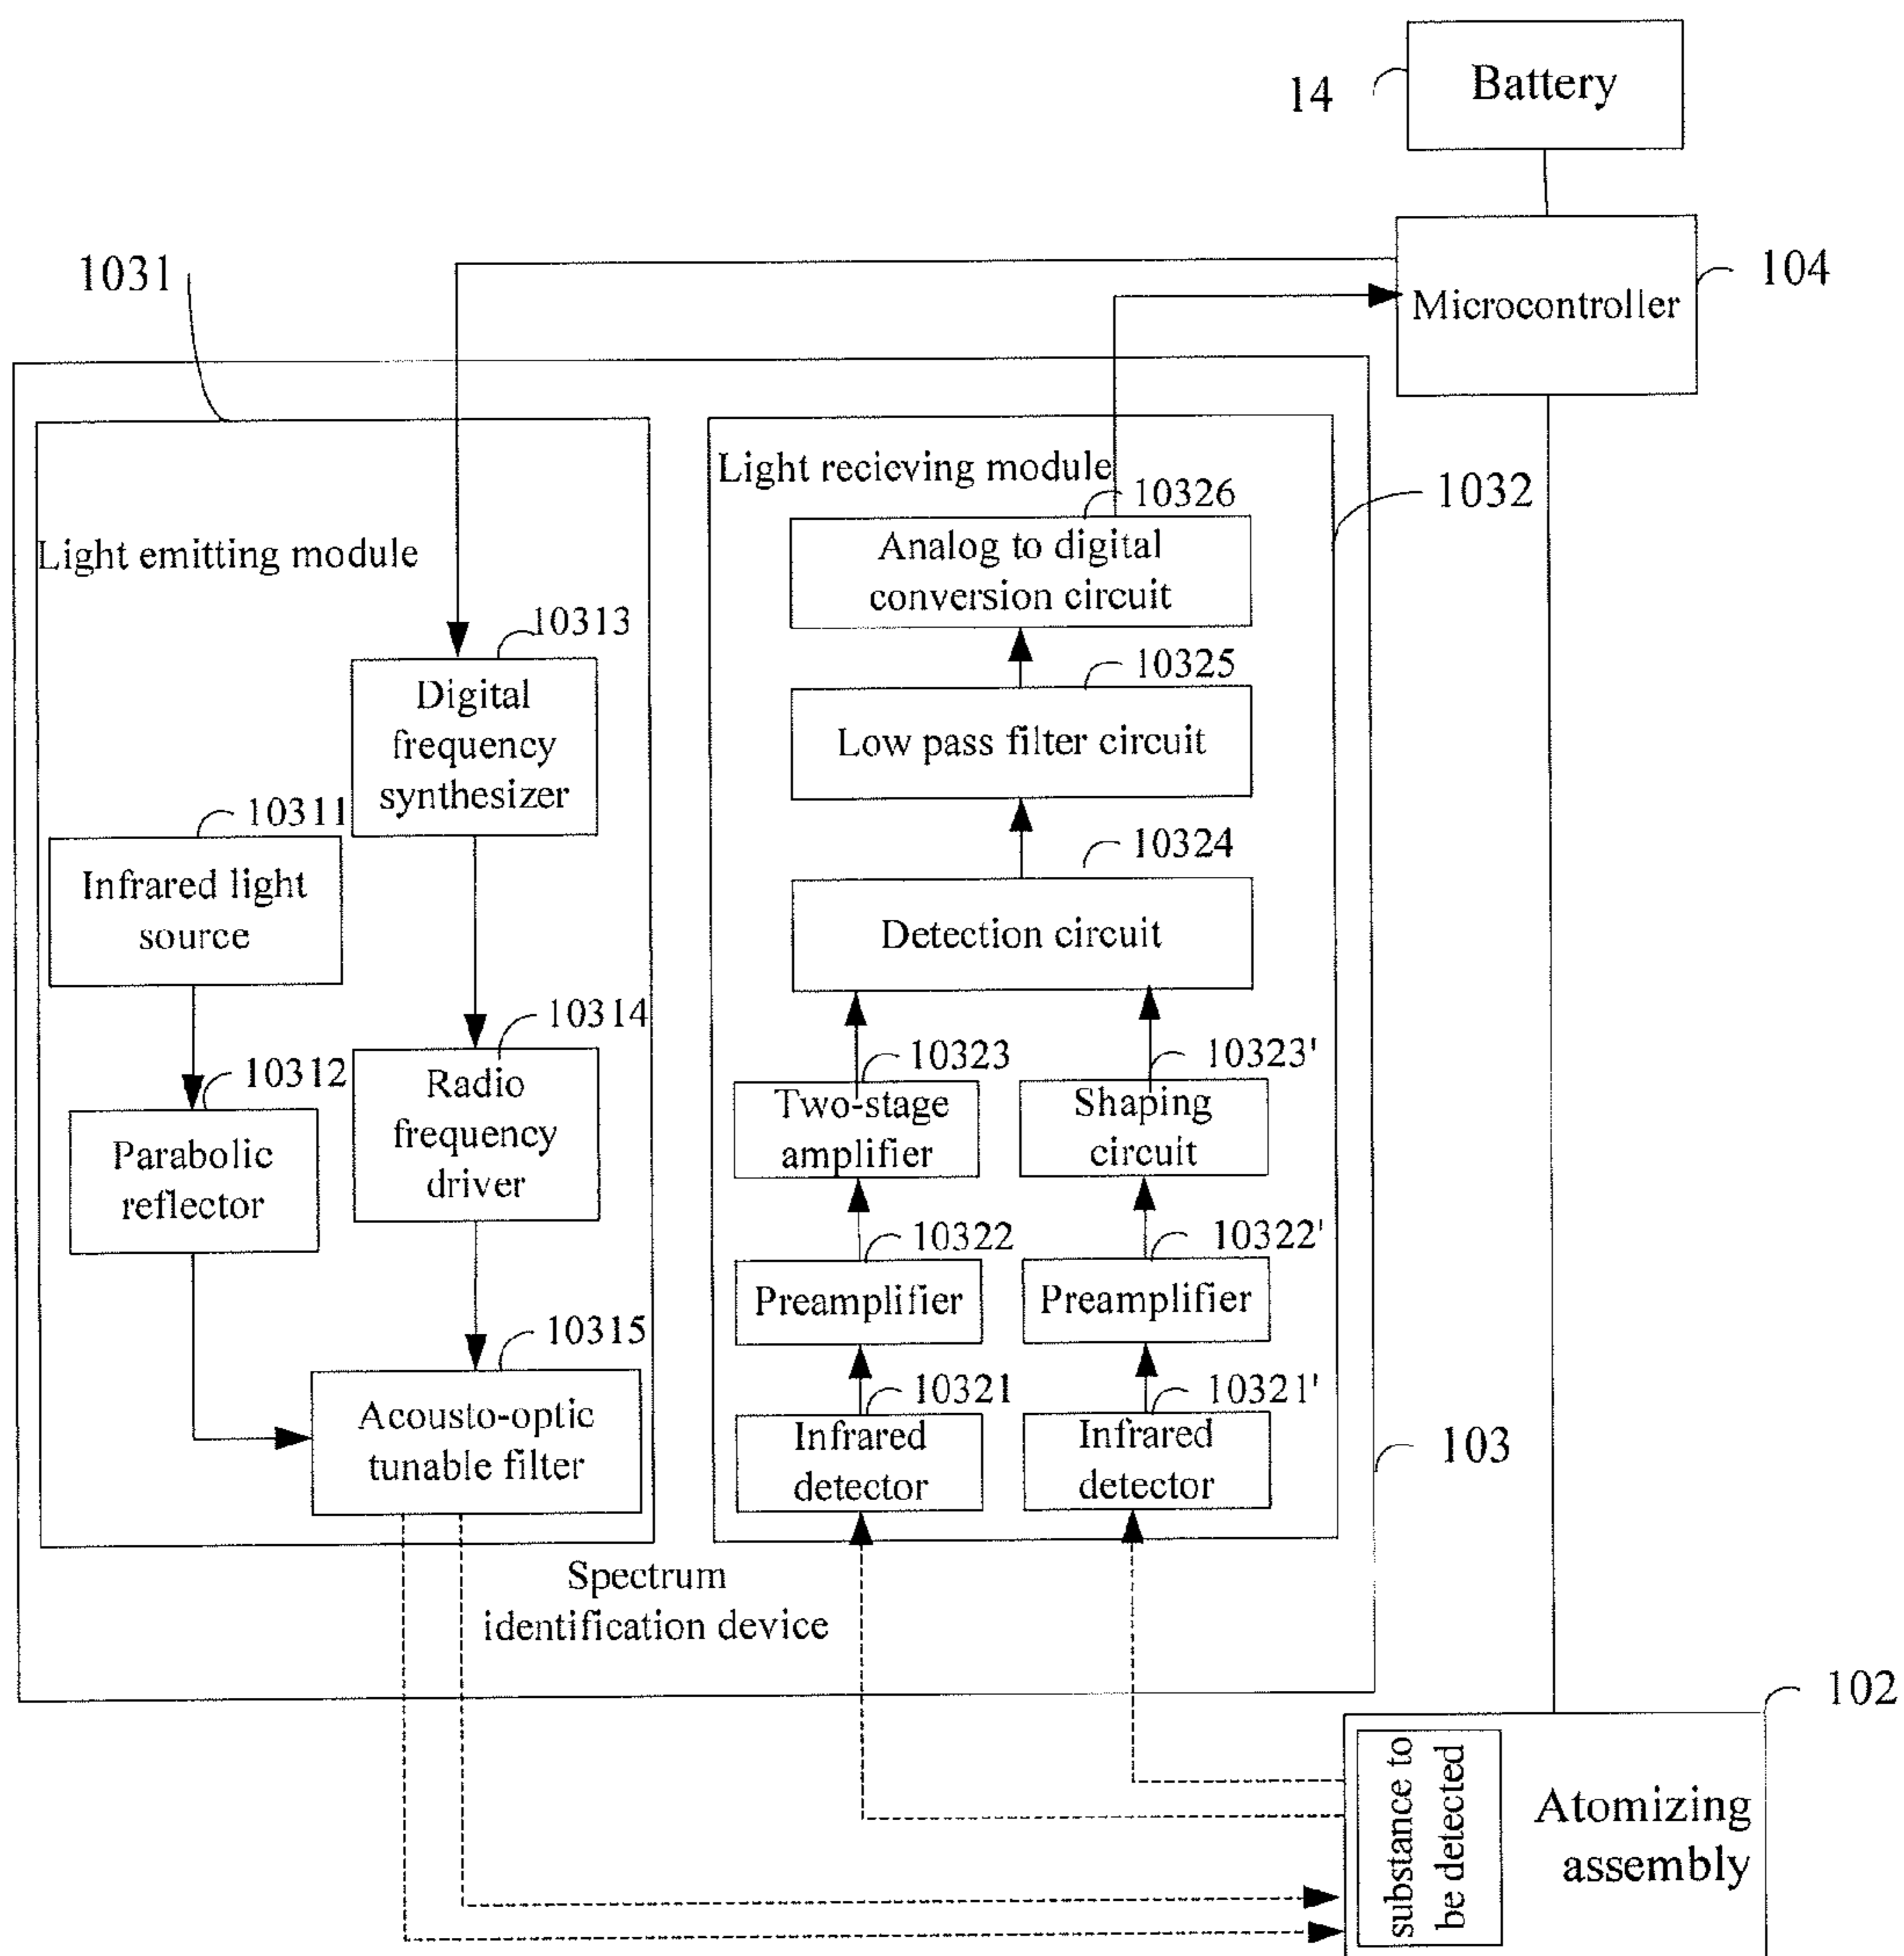 Battery
14
Microcontroller
104
1031
Light emitting module
10313
Digital
frequency
synthesizer
10311
Infrared light
source
10314
Radio
frequency
driver
10312
Parabolic
reflector
10315
Acousto-optic
tunable filter
Light recieving module
10326
Analog to digital
conversion circuit
1032
10325
Low pass filter circuit
10324
Detection circuit
10323
Two-stage
amplifier
10323'
Shaping
circuit
10322
Preamplifier
10322'
Preamplifier
10321
Infrared
detector
10321'
Infrared
detector
103
Spectrum
identification device
102
substance to
be detected
Atomizing
assembly